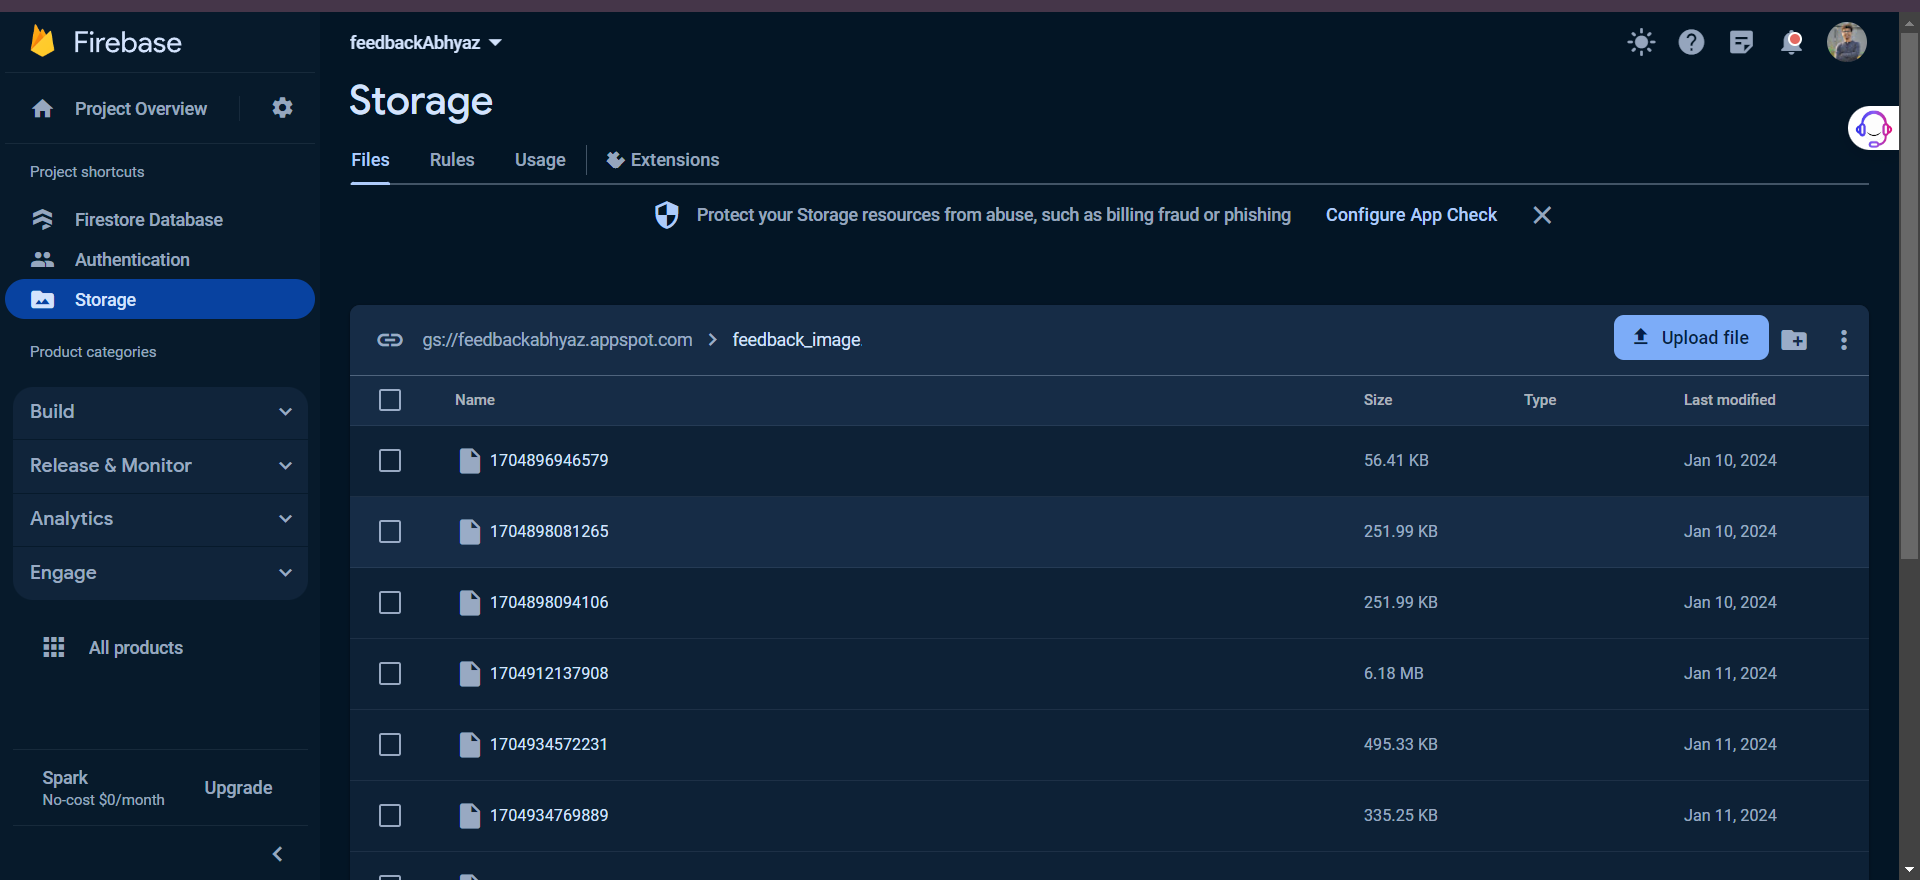 Firebase
feedbackAbhyaz
Project Overview
Storage
Files Rules Usage Extensions
Project shortcuts
Firestore Database
Authentication
Storage
Protect your Storage resources from abuse, such as billing fraud or phishing Configure App Check
Product categories
Build
Release & Monitor
Analytics
Engage
All products
Spark
No-cost $0/month
Upgrade
gs://feedbackabhyaz.appspot.com feedback_image
Upload file
Name Size Type Last modified
1704896946579 56.41 KB Jan 10, 2024
1704898081265 251.99 KB Jan 10, 2024
1704898094106 251.99 KB Jan 10, 2024
1704912137908 6.18 MB Jan 11, 2024
1704934572231 495.33 KB Jan 11, 2024
1704934769889 335.25 KB Jan 11, 2024